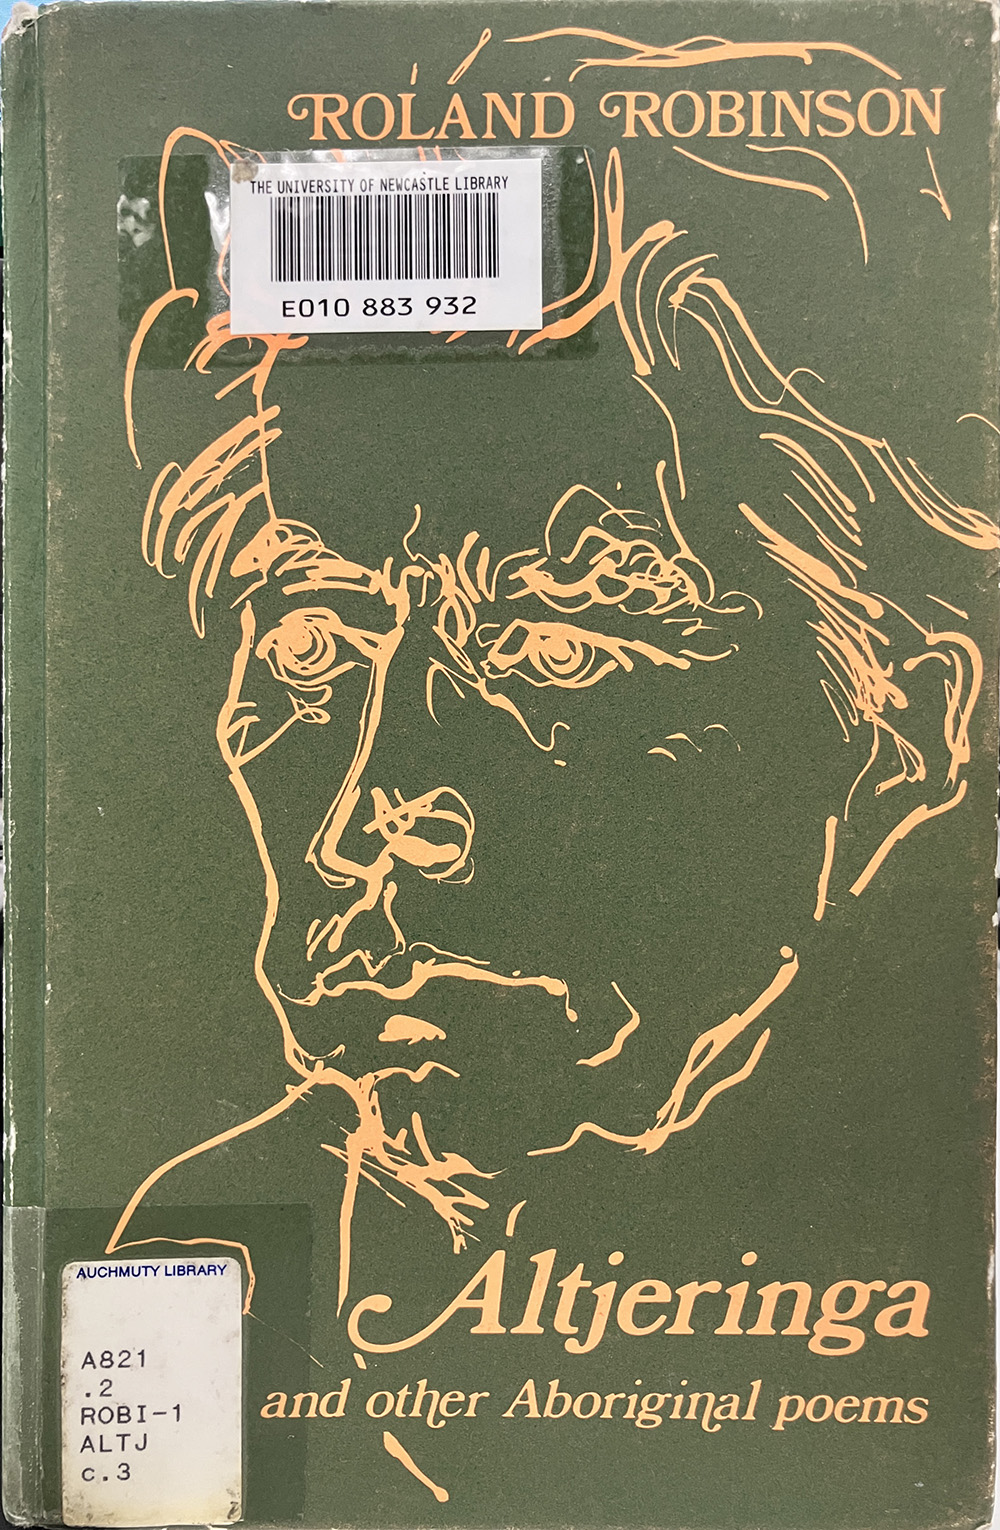 ROLAND ROBINSON
THE UNIVERSITY OF NEWCASTLE LIBRARY
E010 883 932
Altjeringa
and other Aboriginal poems
AUCHMUTY LIBRARY
A821
.2
ROBI-1
ALTJ
c.3